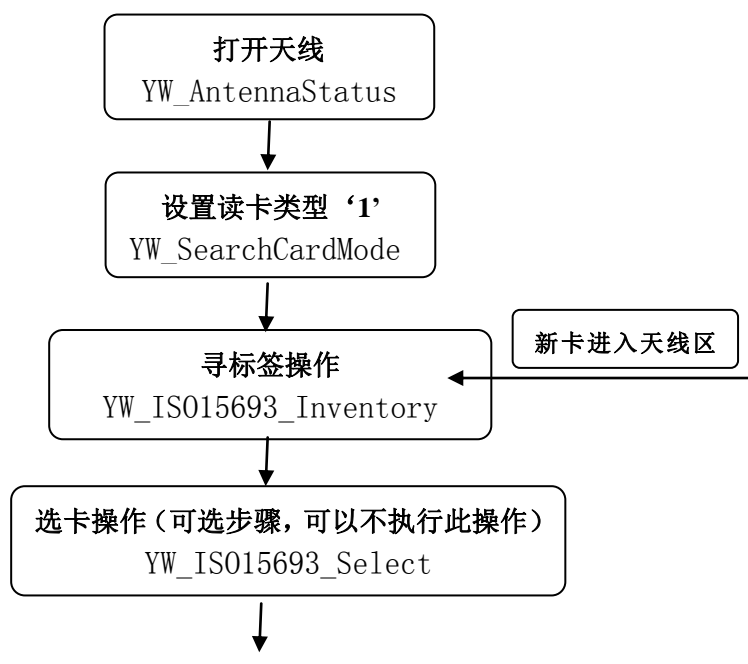 打开天线
YW_AntennaStatus
设置读卡类型‘1’
YW_SearchCardMode
新卡进入天线区
寻标签操作
YW_ISO15693_Inventory
选卡操作（可选步骤，可以不执行此操作）
YW_ISO15693_Select